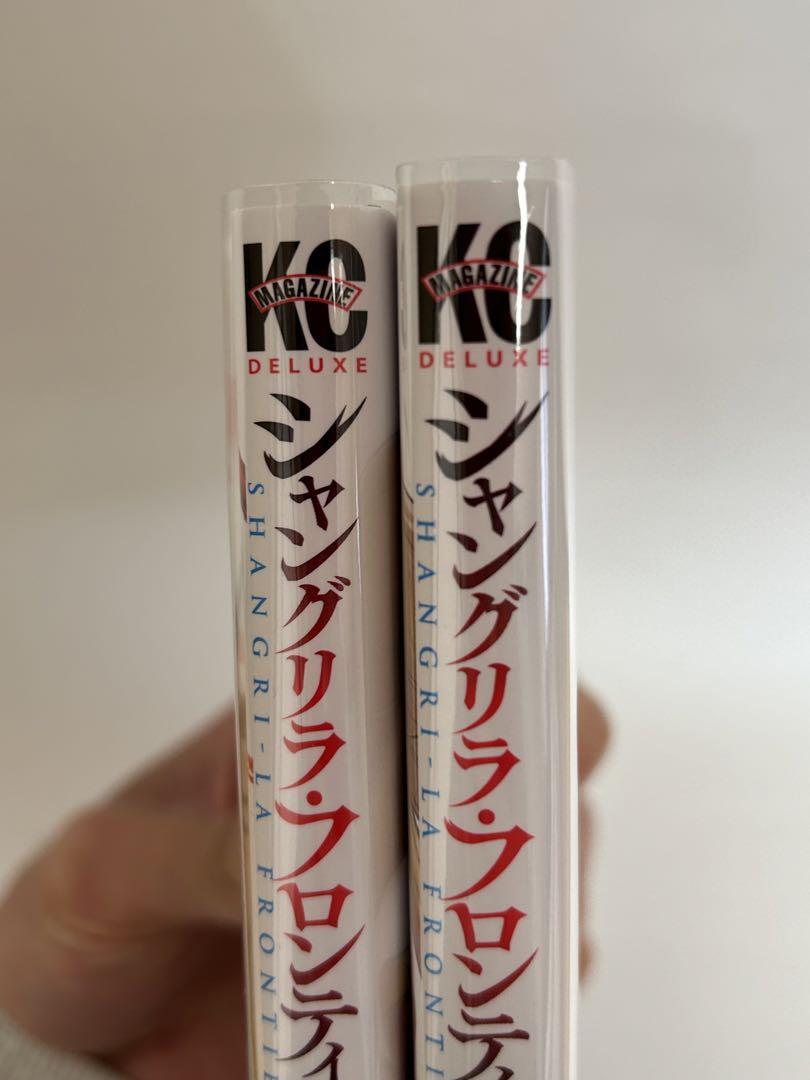 KC
MAGAZINE
DELUXE
シャングリラ・フロンティ
SHANGRI-LA FRONTIE
KC
MAGAZINE
DELUXE
シャングリラ・フロンティ
SHANGRI-LA FRONTI